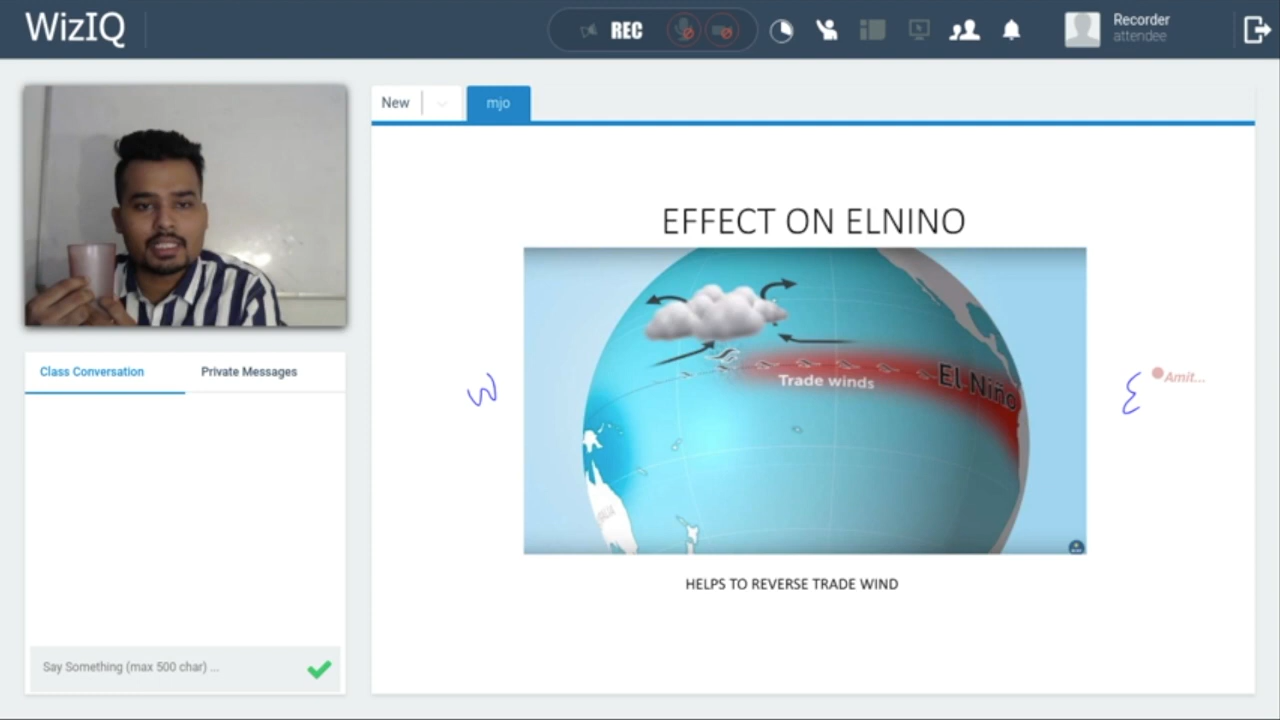 WizIQ
REC
Recorder
attendee
New
mjo
EFFECT ON ELNINO
Trade winds
El Niño
W
E
Amit...
HELPS TO REVERSE TRADE WIND
Class Conversation
Private Messages
Say Something (max 500 char) ...